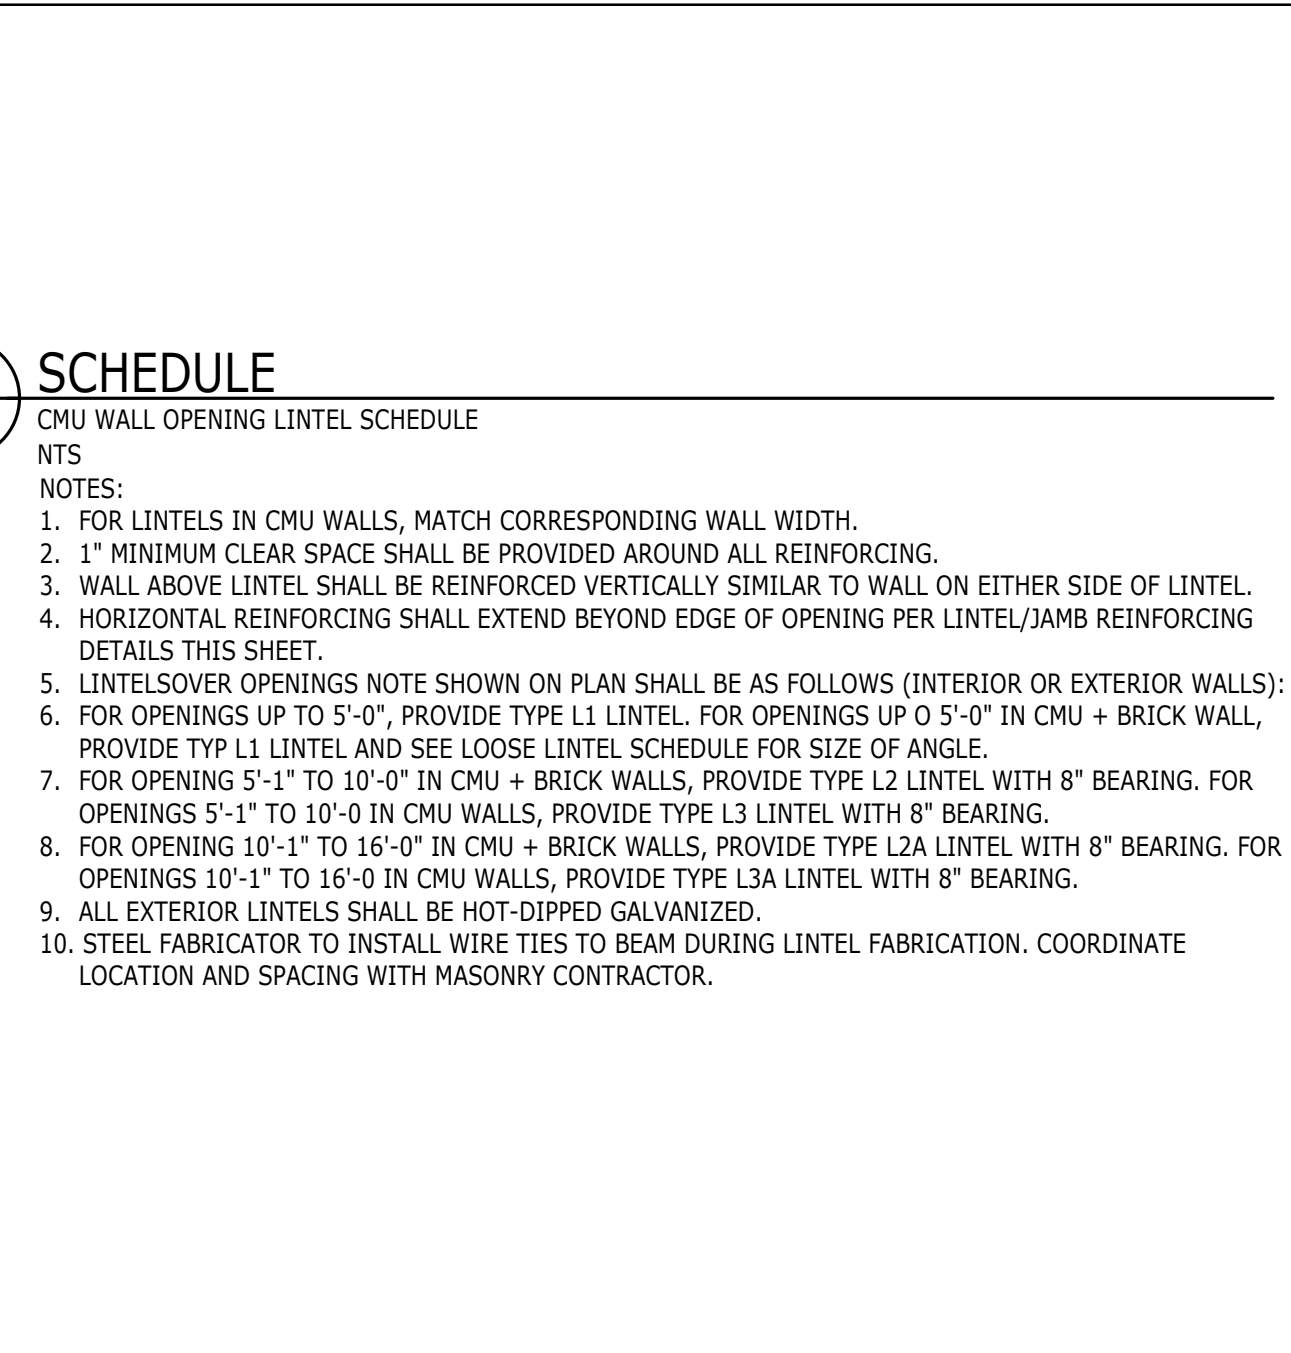 SCHEDULE
CMU WALL OPENING LINTEL SCHEDULE
NTS
NOTES:
1. FOR LINTELS IN CMU WALLS, MATCH CORRESPONDING WALL WIDTH.
2. 1" MINIMUM CLEAR SPACE SHALL BE PROVIDED AROUND ALL REINFORCING.
3. WALL ABOVE LINTEL SHALL BE REINFORCED VERTICALLY SIMILAR TO WALL ON EITHER SIDE OF LINTEL.
4. HORIZONTAL REINFORCING SHALL EXTEND BEYOND EDGE OF OPENING PER LINTEL/JAMB REINFORCING
DETAILS THIS SHEET.
5. LINTELSOVER OPENINGS NOTE SHOWN ON PLAN SHALL BE AS FOLLOWS (INTERIOR OR EXTERIOR WALLS):
6. FOR OPENINGS UP TO 5'-0", PROVIDE TYPE L1 LINTEL. FOR OPENINGS UP O 5'-0" IN CMU + BRICK WALL,
PROVIDE TYP L1 LINTEL AND SEE LOOSE LINTEL SCHEDULE FOR SIZE OF ANGLE.
7. FOR OPENING 5'-1" TO 10'-0" IN CMU + BRICK WALLS, PROVIDE TYPE L2 LINTEL WITH 8" BEARING. FOR
OPENINGS 5'-1" TO 10'-0 IN CMU WALLS, PROVIDE TYPE L3 LINTEL WITH 8" BEARING.
8. FOR OPENING 10'-1" TO 16'-0" IN CMU + BRICK WALLS, PROVIDE TYPE L2A LINTEL WITH 8" BEARING. FOR
OPENINGS 10'-1" TO 16'-0 IN CMU WALLS, PROVIDE TYPE L3A LINTEL WITH 8" BEARING.
9. ALL EXTERIOR LINTELS SHALL BE HOT-DIPPED GALVANIZED.
10. STEEL FABRICATOR TO INSTALL WIRE TIES TO BEAM DURING LINTEL FABRICATION. COORDINATE
LOCATION AND SPACING WITH MASONRY CONTRACTOR.